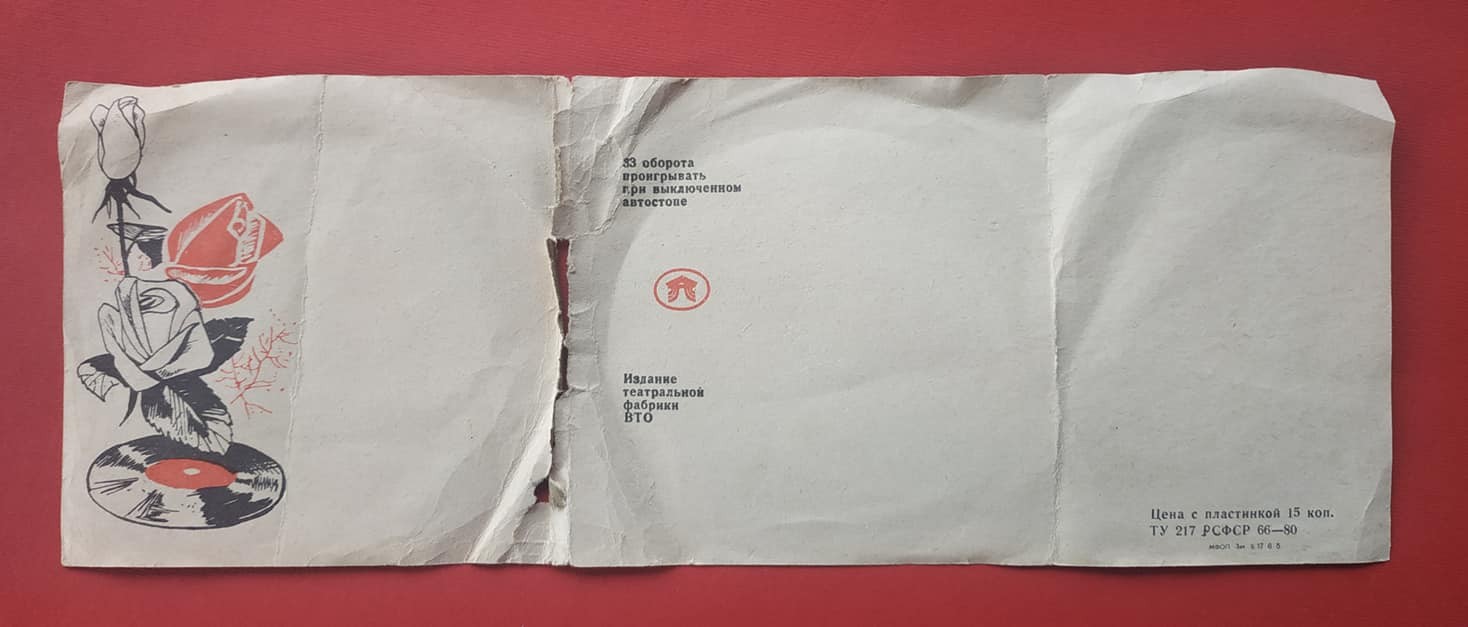 33 оборота
проигрывать
при выключенном
автостопе
Издание
театральной
фабрики
ВТО
Цена с пластинкой 15 коп.
ТУ 217 РСФСР 66—80
МФОП